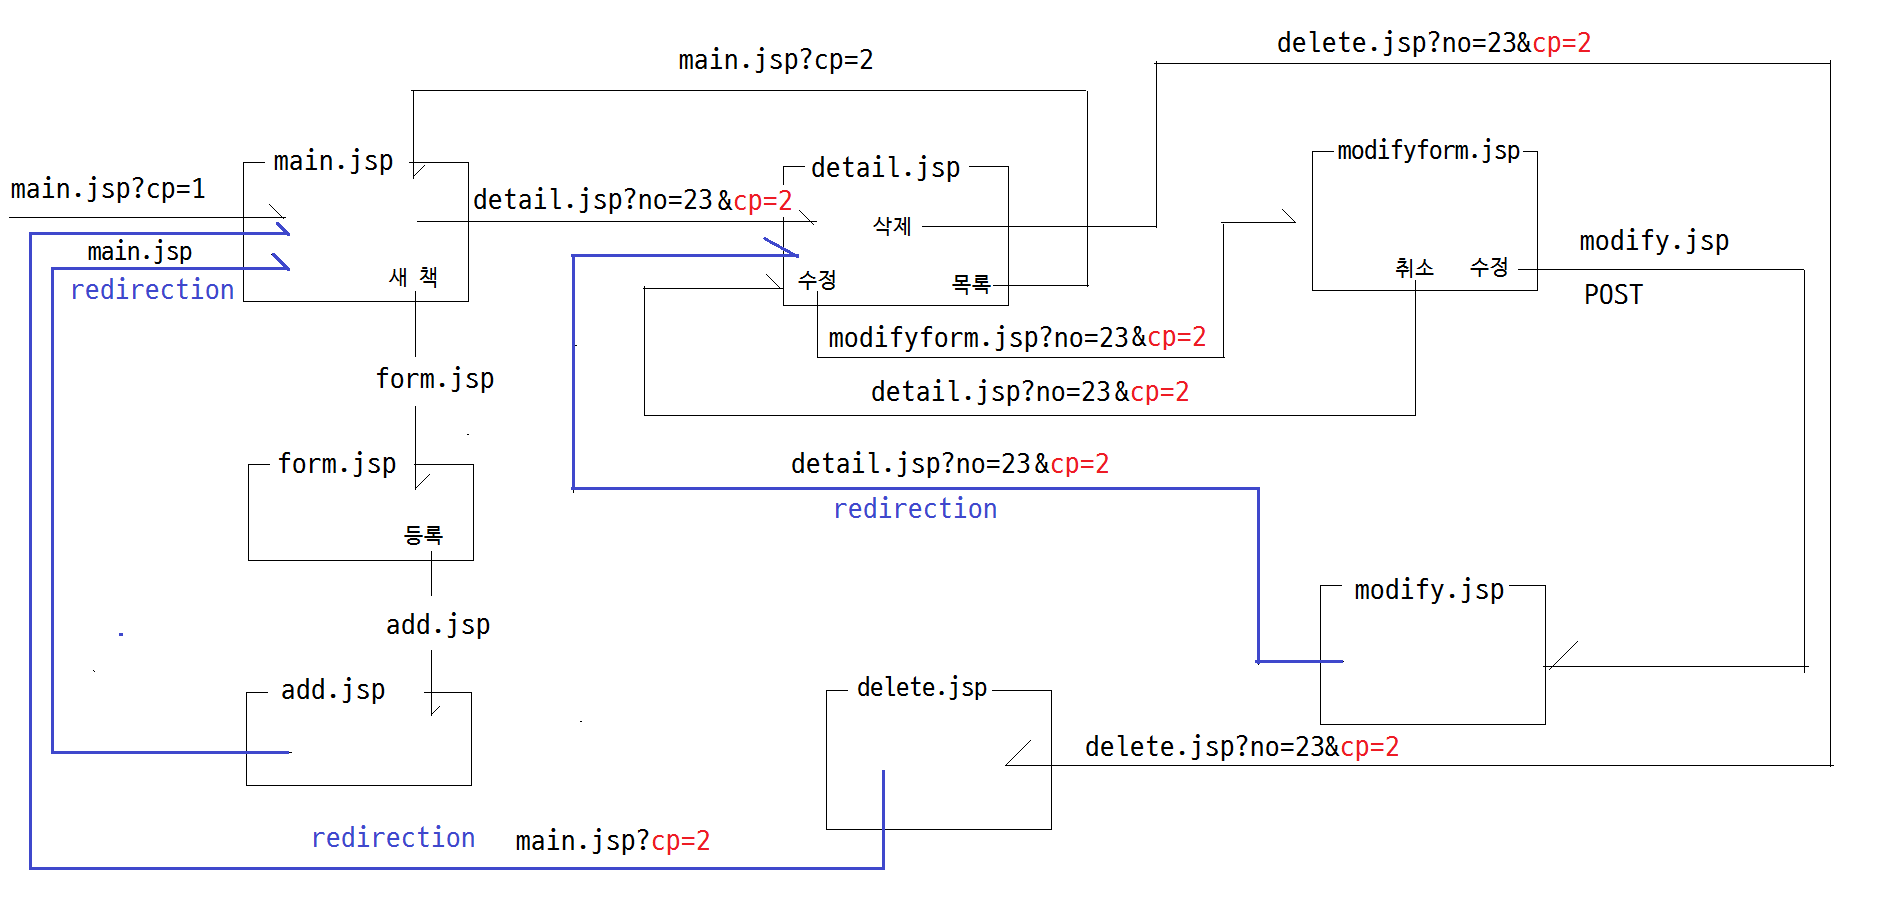 delete.jsp?no=23&cp=2
main.jsp?cp=2
modifyform.jsp
main.jsp
detail.jsp
main.jsp?cp=1
detail.jsp?no=23&cp=2
삭제
main.jsp
redirection
새 책
수정
목록
취소
수정
modify.jsp
POST
modifyform.jsp?no=23&cp=2
form.jsp
detail.jsp?no=23&cp=2
form.jsp
detail.jsp?no=23&cp=2
redirection
등록
modify.jsp
add.jsp
add.jsp
delete.jsp
delete.jsp?no=23&cp=2
redirection
main.jsp?cp=2